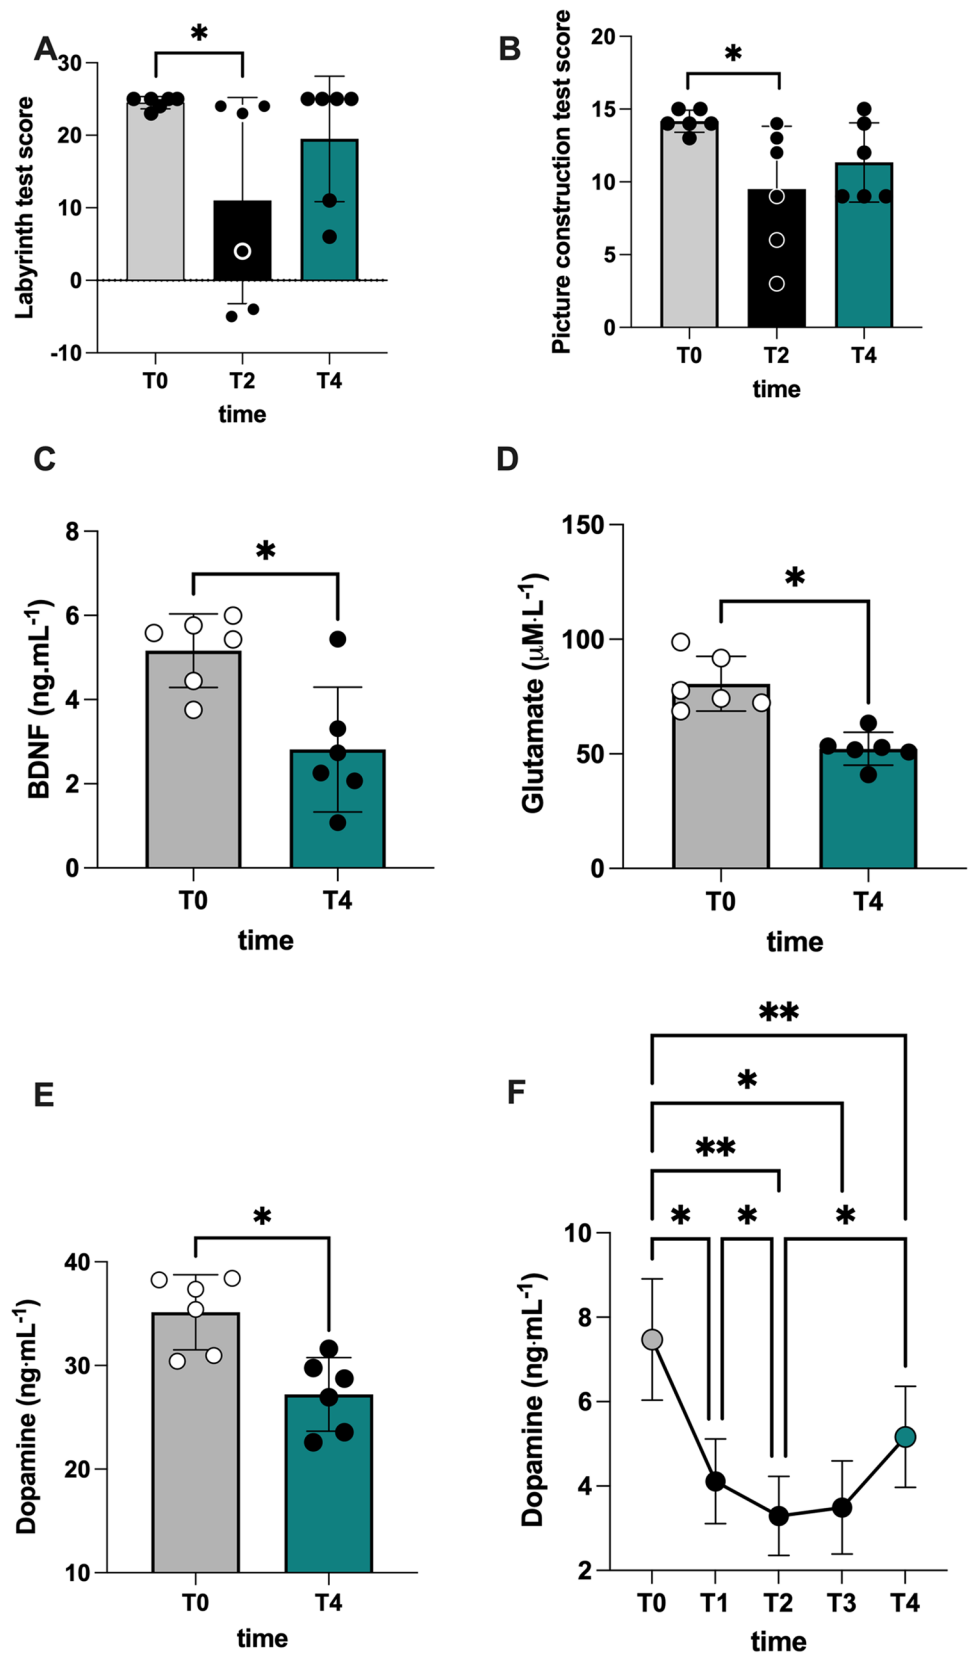 A
*
Labyrinth test score
30
20
10
0
-10
T0 T2 T4
time
B
*
Picture construction test score
20
15
10
5
0
T0 T2 T4
time
C
*
BDNF (ng.mL⁻¹)
8
6
4
2
0
T0 T4
time
D
*
Glutamate (µM·L⁻¹)
150
100
50
0
T0 T4
time
E
*
Dopamine (ng·mL⁻¹)
40
30
20
10
T0 T4
time
F
**
*
**
* * *
Dopamine (ng·mL⁻¹)
10
8
6
4
2
T0 T1 T2 T3 T4
time